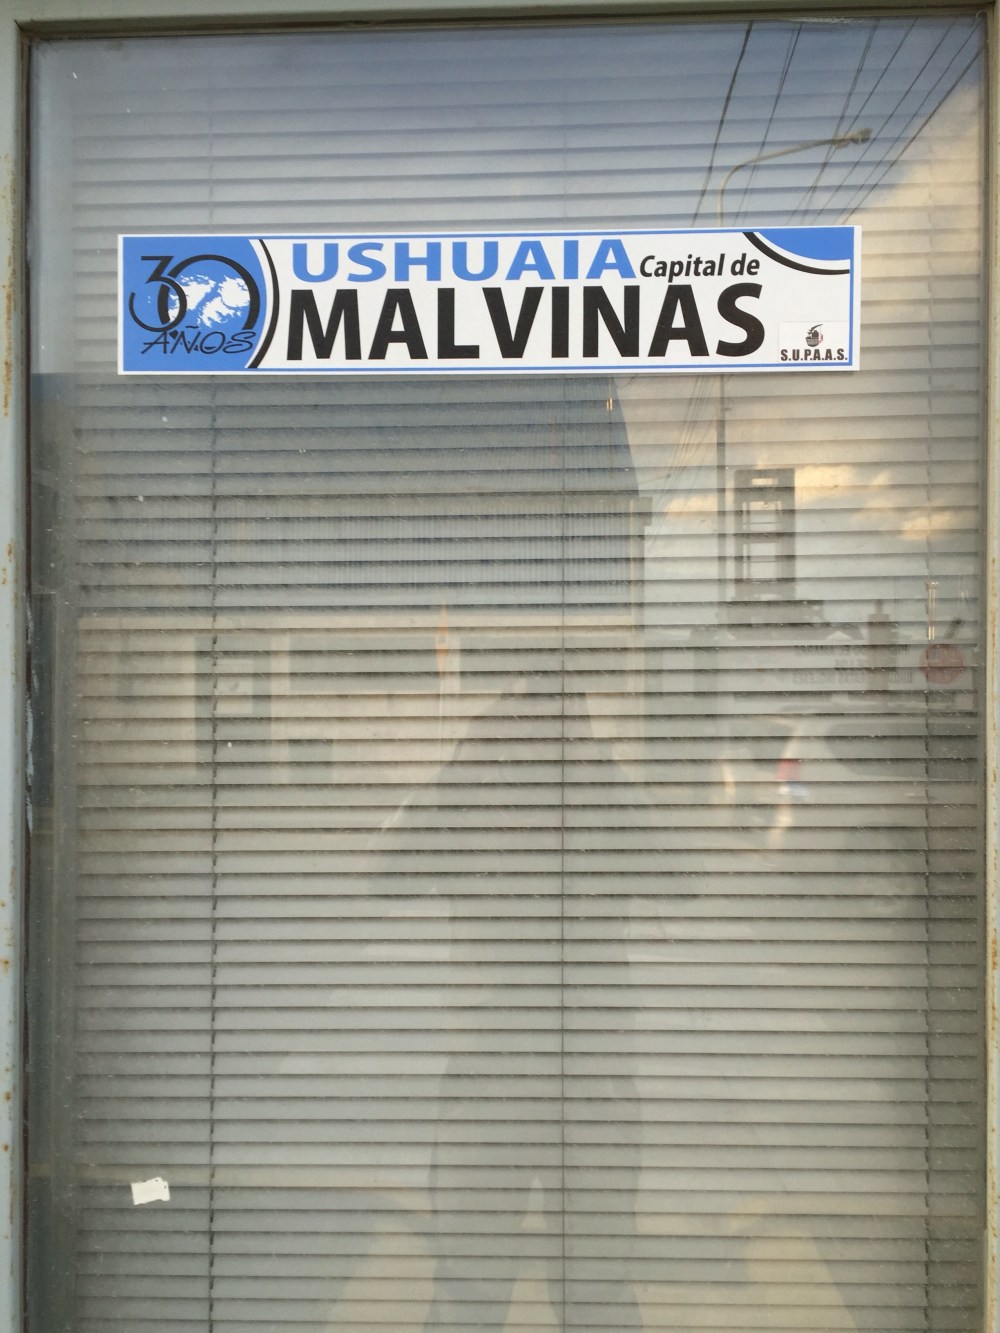 30
AÑOS
USHUAIA Capital de
MALVINAS
S.U.P.A.A.S.